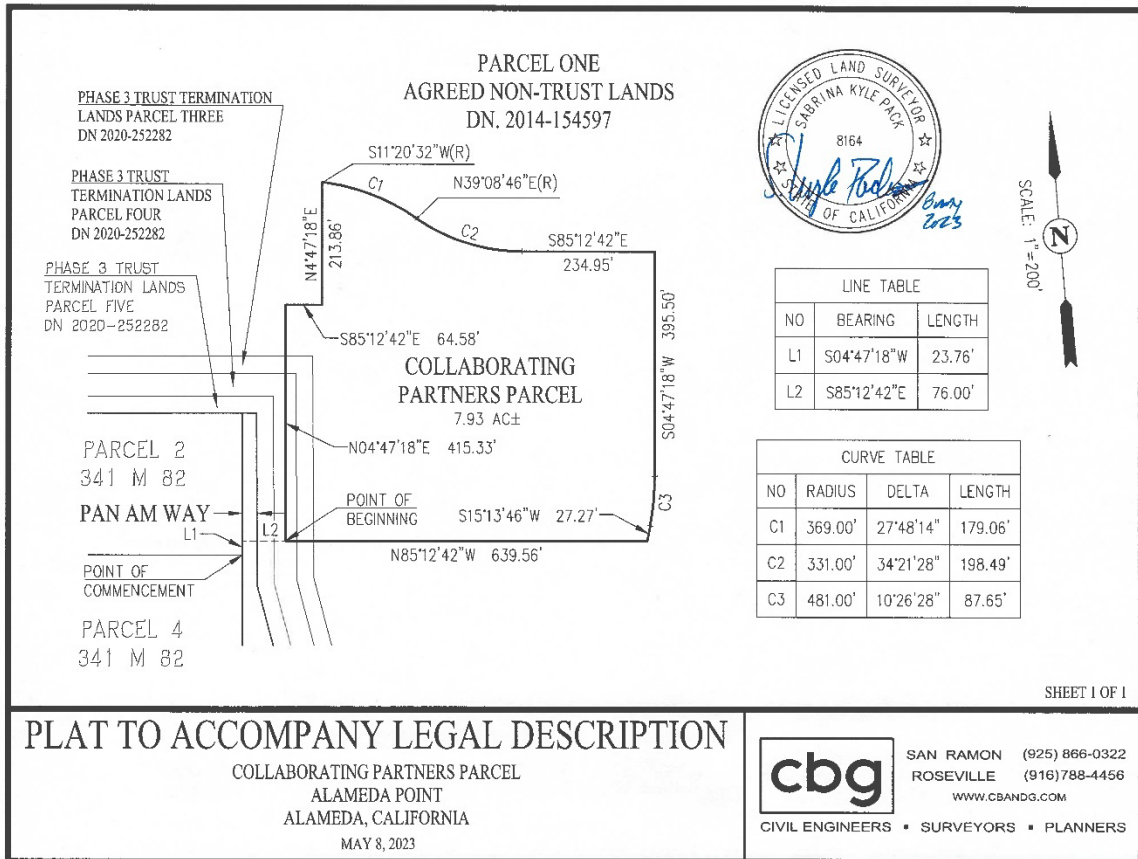 PARCEL ONE
AGREED NON-TRUST LANDS
DN. 2014-154597
PHASE 3 TRUST TERMINATION
LANDS PARCEL THREE
DN 2020-252282
PHASE 3 TRUST
TERMINATION LANDS
PARCEL FOUR
DN 2020-252282
PHASE 3 TRUST
TERMINATION LANDS
PARCEL FIVE
DN 2020-252282
S11°20'32"W(R)
C1
N39°08'46"E(R)
C2
S85°12'42"E
234.95'
N4°47'18"E
213.86'
S85°12'42"E 64.58'
COLLABORATING
PARTNERS PARCEL
7.93 AC±
S04°47'18"W 395.50'
N04°47'18"E 415.33'
C3
S15°13'46"W 27.27'
POINT OF
BEGINNING
N85°12'42"W 639.56'
PARCEL 2
341 M 82
PAN AM WAY
L1
L2
POINT OF
COMMENCEMENT
PARCEL 4
341 M 82
LICENSED LAND SURVEYOR
SABRINA KYLE PACK
8164
STATE OF CALIFORNIA
2023
N
SCALE: 1"=200'
LINE TABLE
NO BEARING LENGTH
L1 S04°47'18"W 23.76'
L2 S85°12'42"E 76.00'
CURVE TABLE
NO RADIUS DELTA LENGTH
C1 369.00' 27°48'14" 179.06'
C2 331.00' 34°21'28" 198.49'
C3 481.00' 10°26'28" 87.65'
SHEET 1 OF 1
PLAT TO ACCOMPANY LEGAL DESCRIPTION
COLLABORATING PARTNERS PARCEL
ALAMEDA POINT
ALAMEDA, CALIFORNIA
MAY 8, 2023
cbg
SAN RAMON (925) 866-0322
ROSEVILLE (916)788-4456
WWW.CBANDG.COM
CIVIL ENGINEERS ▪ SURVEYORS ▪ PLANNERS